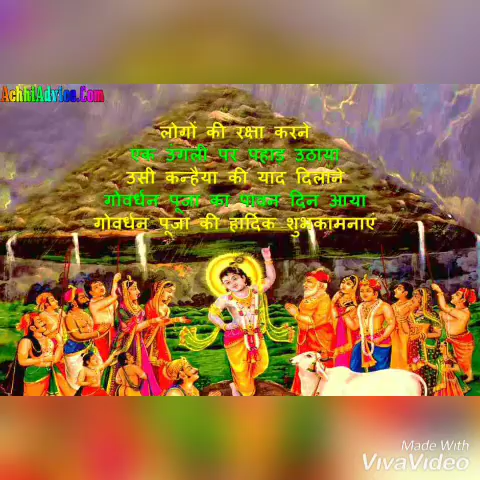 AchhiAdvice.Com
लोगों की रक्षा करने
एक उंगली पर पहाड़ उठाया
उसी कन्हैया की याद दिलाने
गोवर्धन पूजा का पावन दिन आया
गोवर्धन पूजा की हार्दिक शुभकामनाएं
Made With
VivaVideo